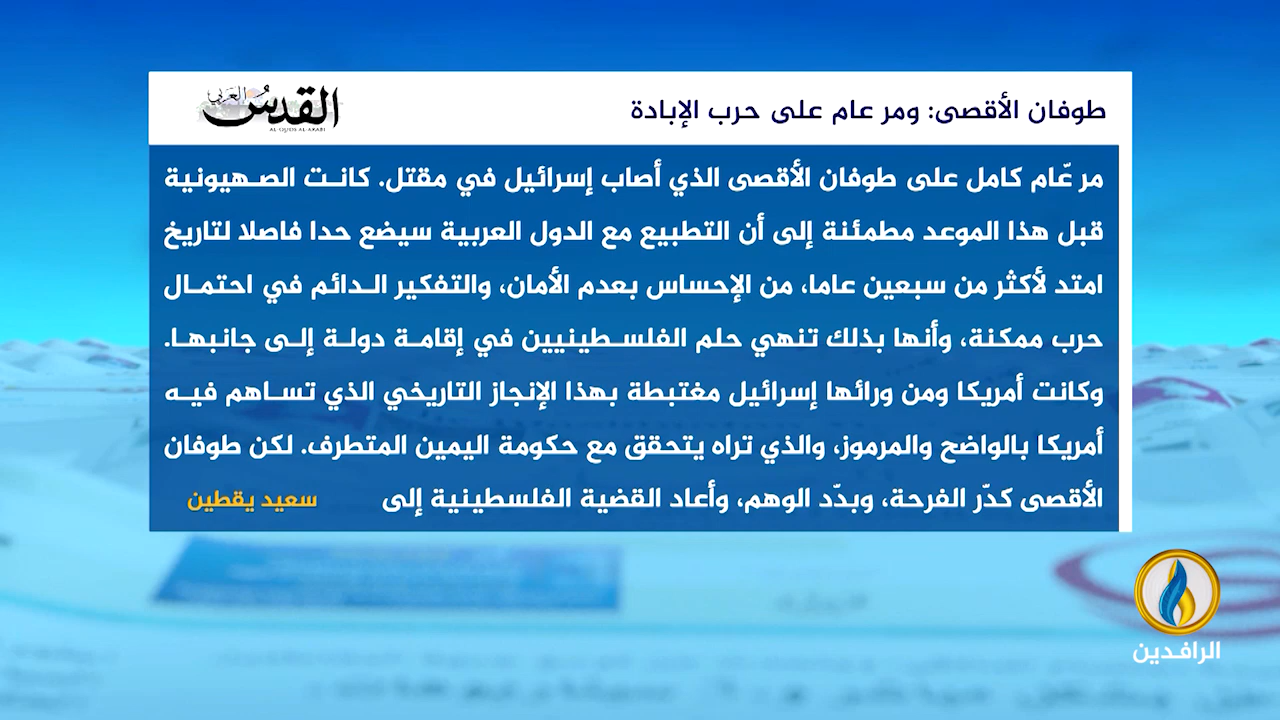 طوفان الأقصى: ومر عام على حرب الإبادة
القدس العربي
AL-QUDS AL-ARABI
مر عّام كامل على طوفان الأقصى الذي أصاب إسرائيل في مقتل. كانت الصهيونية
قبل هذا الموعد مطمئنة إلى أن التطبيع مع الدول العربية سيضع حدا فاصلا لتاريخ
امتد لأكثر من سبعين عاما، من الإحساس بعدم الأمان، والتفكير الدائم في احتمال
حرب ممكنة، وأنها بذلك تنهي حلم الفلسطينيين في إقامة دولة إلى جانبها.
وكانت أمريكا ومن ورائها إسرائيل مغتبطة بهذا الإنجاز التاريخي الذي تساهم فيه
أمريكا بالواضح والمرموز، والذي تراه يتحقق مع حكومة اليمين المتطرف. لكن طوفان
الأقصى كدّر الفرحة، وبدّد الوهم، وأعاد القضية الفلسطينية إلى
سعيد يقطين
الرافدين